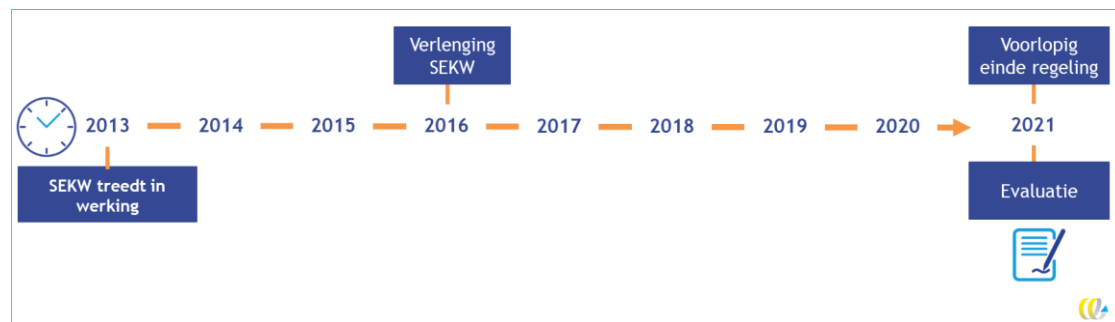 Verlenging
SEKW
Voorlopig
einde regeling
2013
2014
2015
2016
2017
2018
2019
2020
2021
SEKW treedt in
werking
Evaluatie